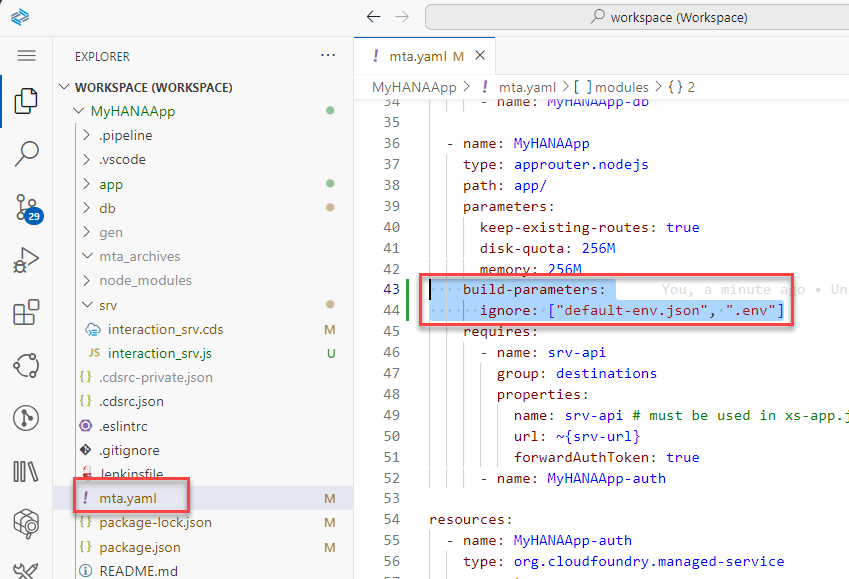 workspace (Workspace)
EXPLORER
WORKSPACE (WORKSPACE)
MyHANAApp
.pipeline
.vscode
app
db
gen
mta_archives
node_modules
srv
interaction_srv.cds M
JS interaction_srv.js U
.cdsrc-private.json
.cdsrc.json
.eslintrc
.gitignore
Jenkinsfile
! mta.yaml M
package-lock.json M
package.json M
README.md
29
! mta.yaml M
MyHANAApp > ! mta.yaml > [ ] modules > { } 2
34 - name: MyHANAApp-db
35
36 - name: MyHANAApp
37 type: approuter.nodejs
38 path: app/
39 parameters:
40 keep-existing-routes: true
41 disk-quota: 256M
42 memory: 256M
43 build-parameters: You, a minute ago • Un
44 ignore: ["default-env.json", ".env"]
45 requires:
46 - name: srv-api
47 group: destinations
48 properties:
49 name: srv-api # must be used in xs-app.j
50 url: ~{srv-url}
51 forwardAuthToken: true
52 - name: MyHANAApp-auth
53
54 resources:
55 - name: MyHANAApp-auth
56 type: org.cloudfoundry.managed-service